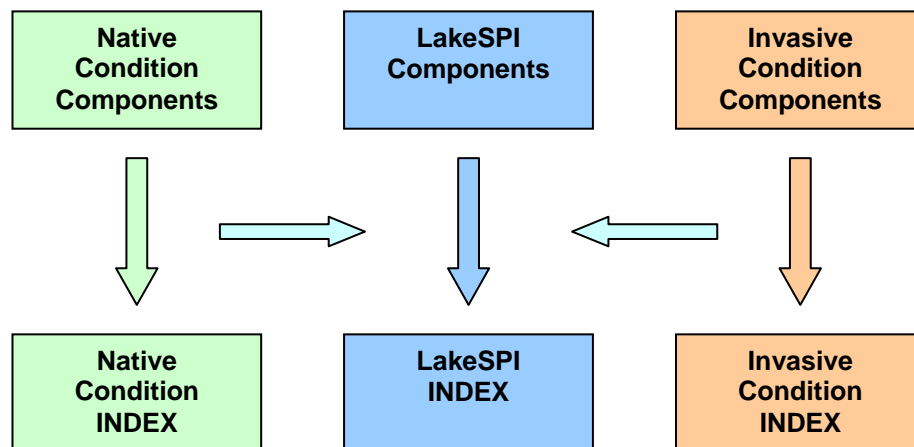 Native
Condition
Components
LakeSPI
Components
Invasive
Condition
Components
Native
Condition
INDEX
LakeSPI
INDEX
Invasive
Condition
INDEX